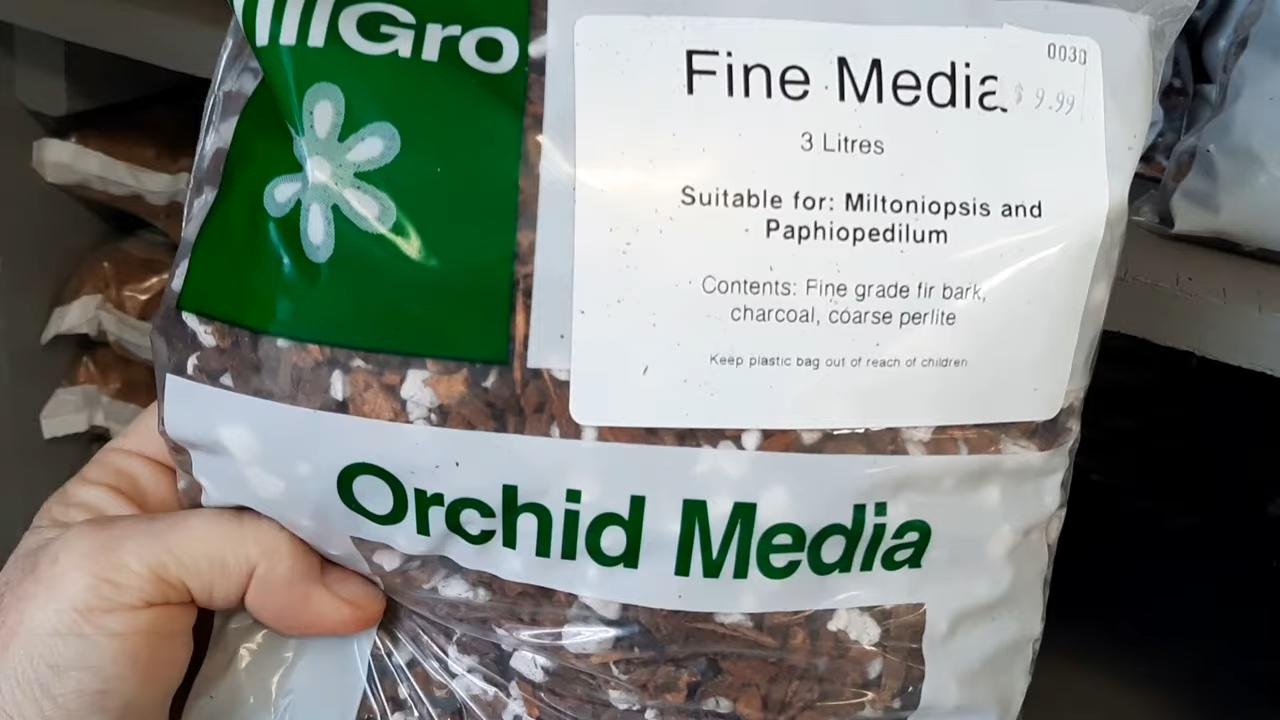 Gro
0030
Fine Media
$ 9.99
3 Litres
Suitable for: Miltoniopsis and
Paphiopedilum
Contents: Fine grade fir bark,
charcoal, coarse perlite
Keep plastic bag out of reach of children
Orchid Media